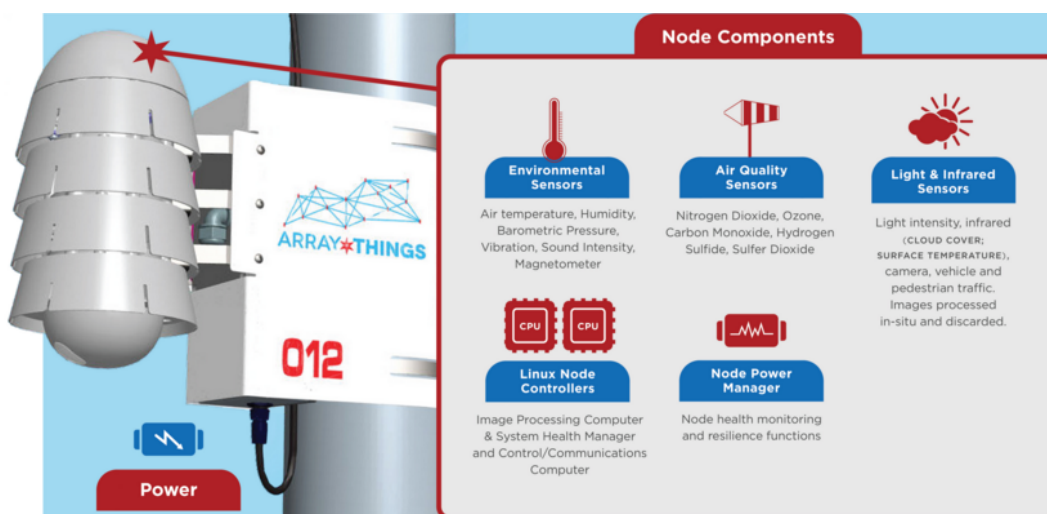 Node Components
Environmental
Sensors
Air temperature, Humidity,
Barometric Pressure,
Vibration, Sound Intensity,
Magnetometer
Air Quality
Sensors
Nitrogen Dioxide, Ozone,
Carbon Monoxide, Hydrogen
Sulfide, Sulfer Dioxide
Light & Infrared
Sensors
Light intensity, infrared
(CLOUD COVER;
SURFACE TEMPERATURE),
camera, vehicle and
pedestrian traffic.
Images processed
in-situ and discarded.
CPU CPU
Linux Node
Controllers
Image Processing Computer
& System Health Manager
and Control/Communications
Computer
Node Power
Manager
Node health monitoring
and resilience functions
ARRAY THINGS
012
Power